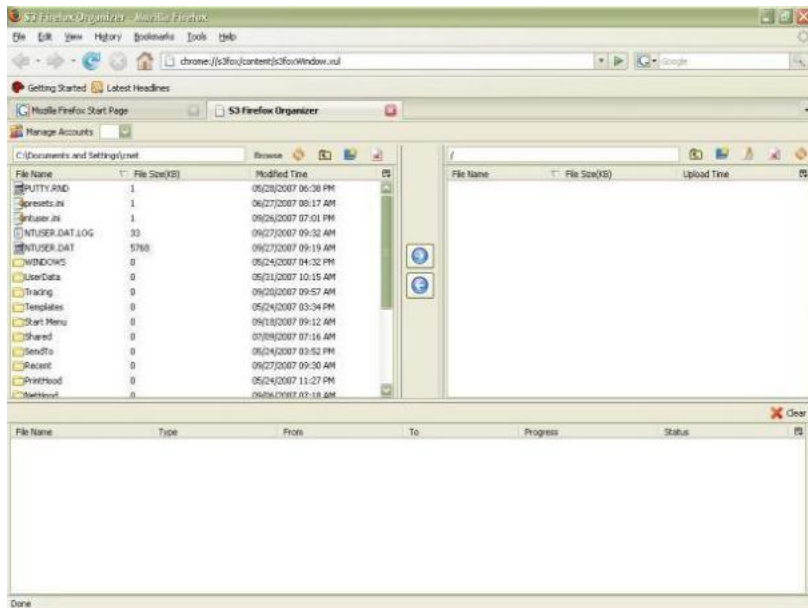 S3 Firefox Organizer - Mozilla Firefox
File Edit View History Bookmarks Tools Help
chrome://s3fox/content/s3foxWindow.xul
Google
Getting Started Latest Headlines
Mozilla Firefox Start Page
S3 Firefox Organizer
Manage Accounts
C:\Documents and Settings\cnet Browse
/
File Name File Size(KB) Modified Time
File Name File Size(KB) Upload Time
PUTTY.RND 1 05/28/2007 06:38 PM
presets.ini 1 06/27/2007 08:17 AM
ntuser.ini 1 09/26/2007 07:01 PM
NTUSER.DAT.LOG 33 09/27/2007 09:32 AM
NTUSER.DAT 5760 09/27/2007 09:19 AM
WINDOWS 0 05/24/2007 04:32 PM
UserData 0 05/31/2007 10:15 AM
Tracing 0 09/20/2007 09:57 AM
Templates 0 05/24/2007 03:34 PM
Start Menu 0 09/18/2007 09:12 AM
Shared 0 07/09/2007 07:16 AM
SendTo 0 05/24/2007 03:52 PM
Recent 0 09/27/2007 09:30 AM
PrintHood 0 05/24/2007 11:27 PM
NetHood 0 09/06/2007 07:18 AM
Clear
File Name Type From To Progress Status
Done